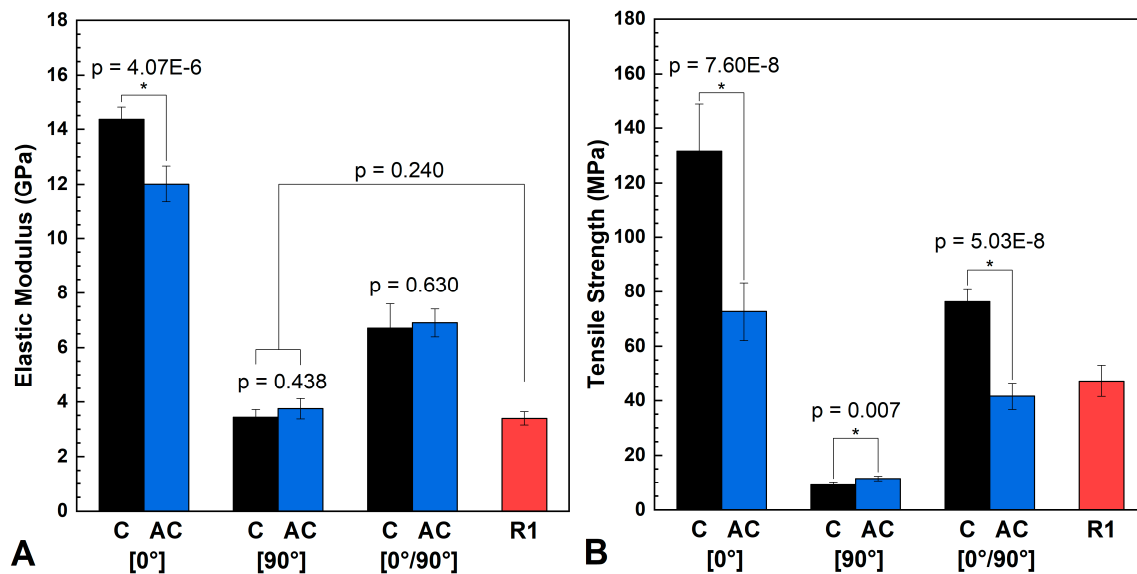 18
16
14
12
10
8
6
4
2
0
Elastic Modulus (GPa)
p = 4.07E-6
*
p = 0.240
p = 0.630
p = 0.438
C AC C AC C AC R1
[0°] [90°] [0°/90°]
A
180
160
140
120
100
80
60
40
20
0
Tensile Strength (MPa)
p = 7.60E-8
*
p = 5.03E-8
*
p = 0.007
*
C AC C AC C AC R1
[0°] [90°] [0°/90°]
B